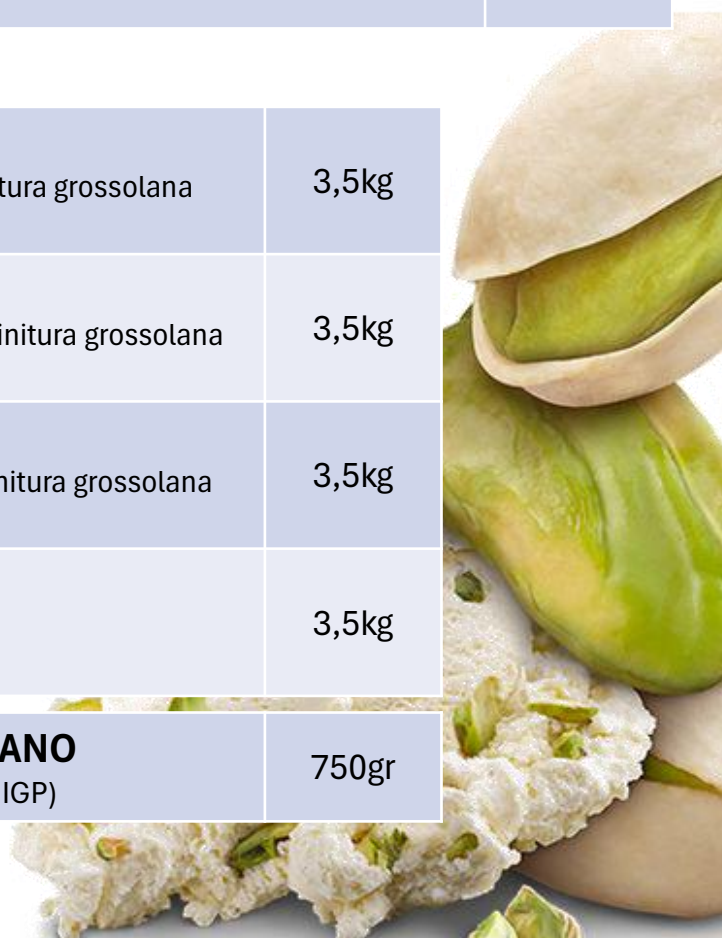 tura grossolana 3,5kg
initura grossolana 3,5kg
nitura grossolana 3,5kg
3,5kg
ANO
IGP) 750gr